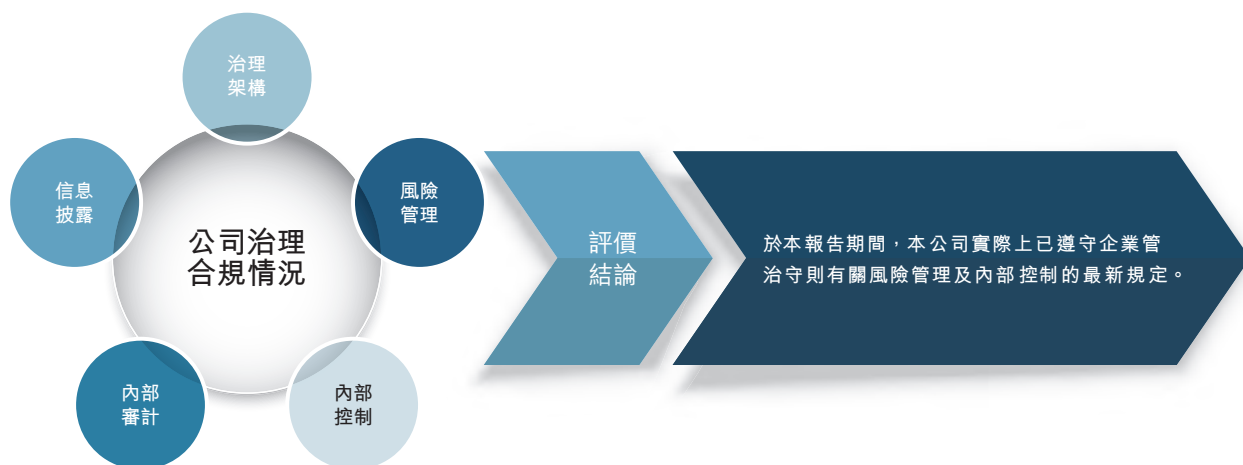 治理
架構
信息
披露
風險
管理
公司治理
合規情況
內部
審計
內部
控制
評價
結論
於本報告期間，本公司實際上已遵守企業管
治守則有關風險管理及內部控制的最新規定。